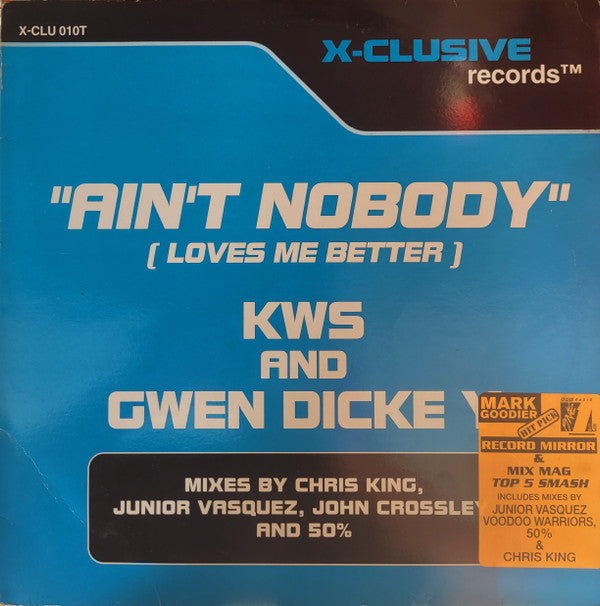 X-CLU 010T
X-CLUSIVE
records™
"AIN'T NOBODY"
( LOVES ME BETTER )
KWS
AND
GWEN DICKE Y
MIXES BY CHRIS KING,
JUNIOR VASQUEZ, JOHN CROSSLEY
AND 50%
MARK
GOODIER
HIT PICK
RECORD MIRROR
&
MIX MAG
TOP 5 SMASH
INCLUDES MIXES BY
JUNIOR VASQUEZ
VOODOO WARRIORS,
50%
&
CHRIS KING